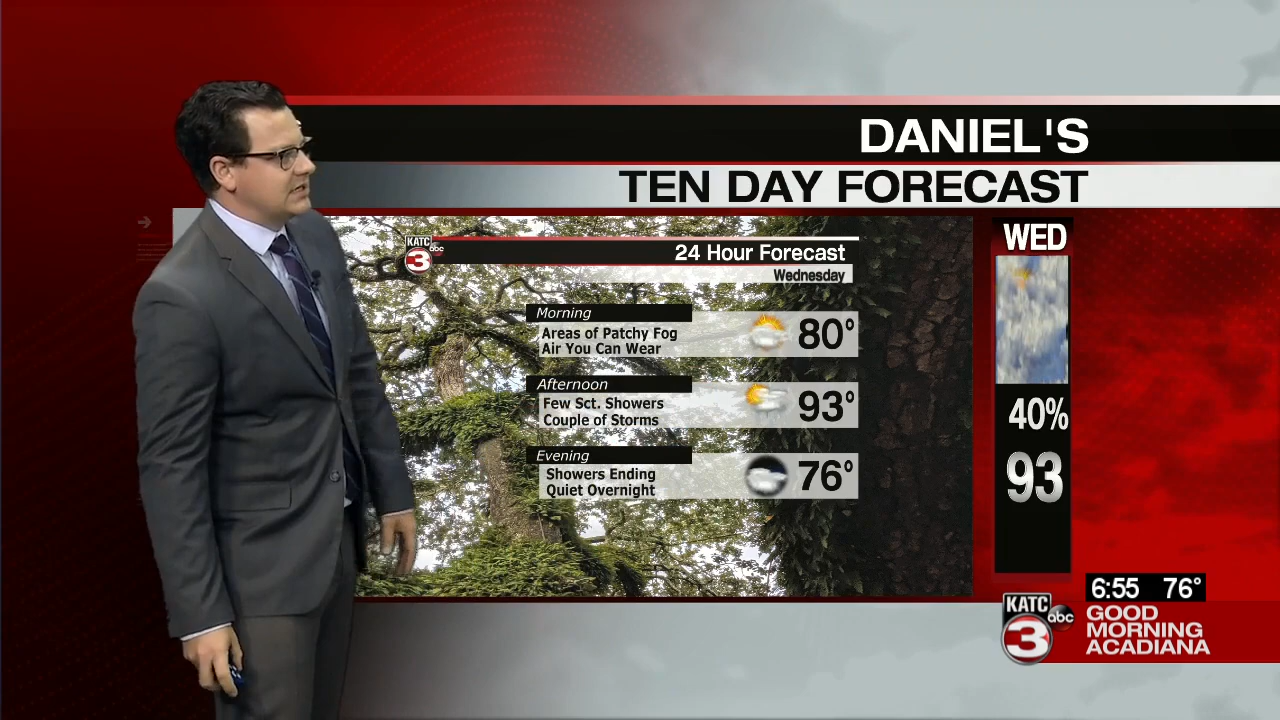 DANIEL'S
TEN DAY FORECAST
KATC
abc
3
24 Hour Forecast
Wednesday
Morning
Areas of Patchy Fog
Air You Can Wear
80°
Afternoon
Few Sct. Showers
Couple of Storms
93°
Evening
Showers Ending
Quiet Overnight
76°
WED
40%
93
6:55 76°
KATC
abc
3
GOOD
MORNING
ACADIANA